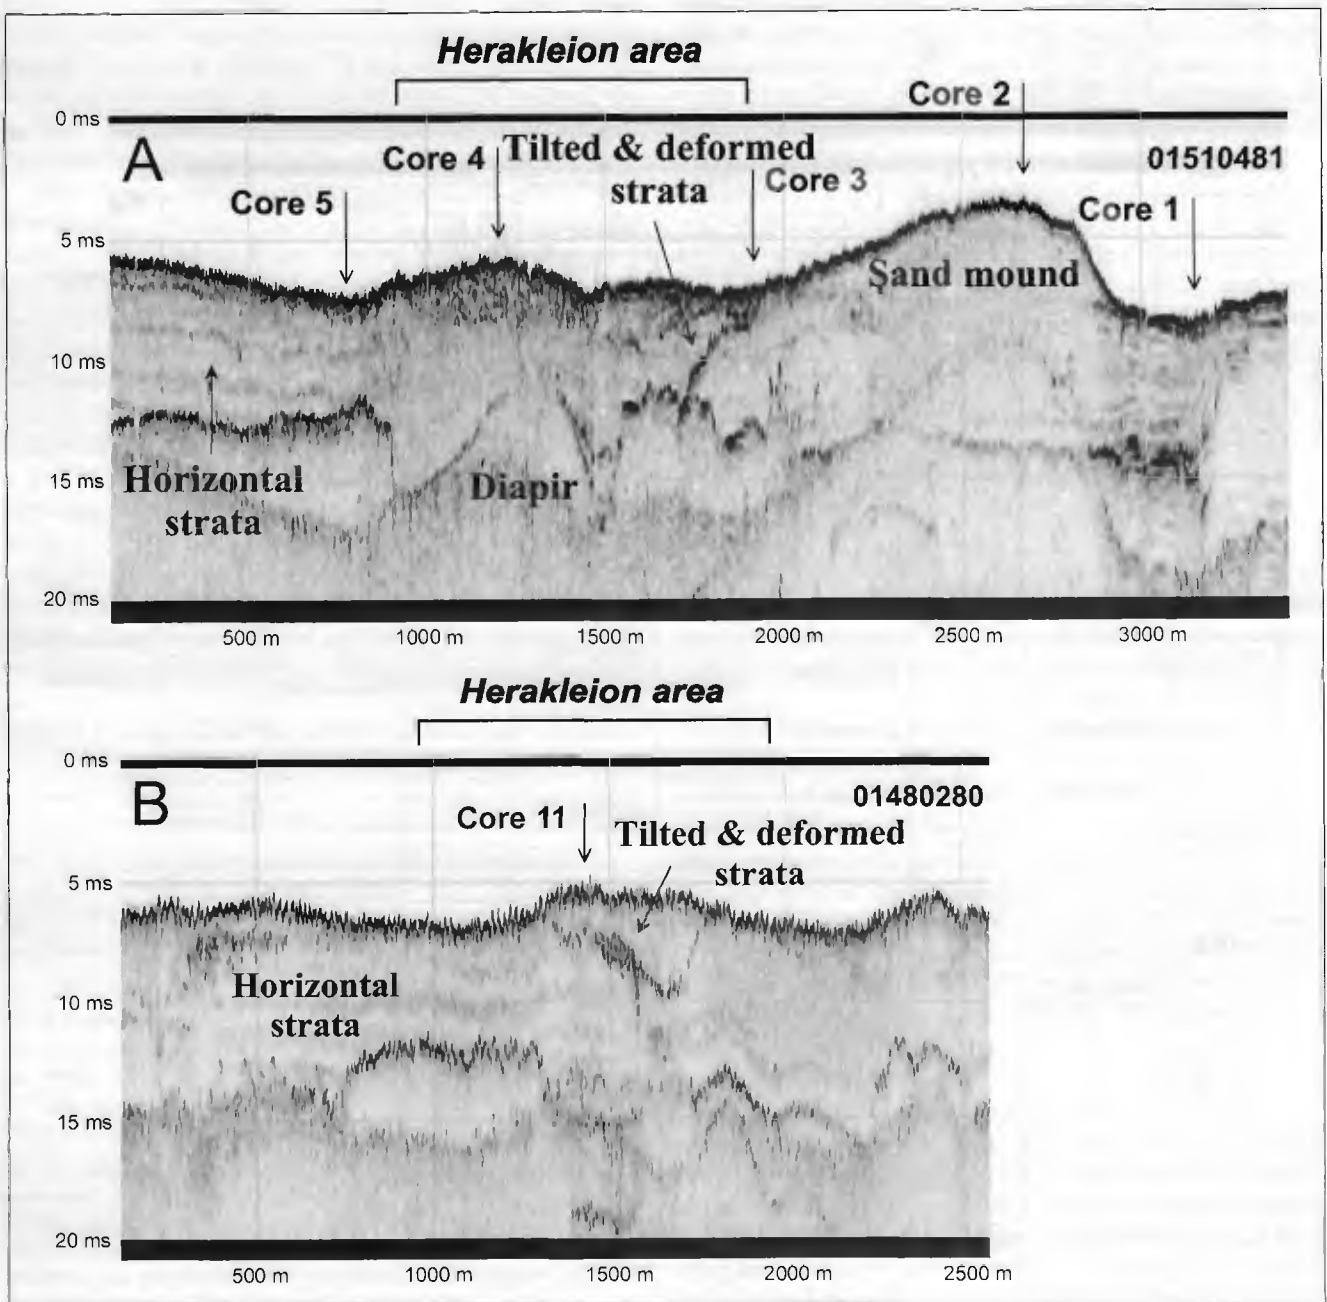 Herakleion area
Core 2
0 ms
A
Core 4
Tilted & deformed
strata
Core 3
01510481
Core 5
Core 1
5 ms
Sand mound
10 ms
Horizontal
strata
15 ms
Diapir
20 ms
500 m
1000 m
1500 m
2000 m
2500 m
3000 m
Herakleion area
0 ms
B
01480280
Core 11
Tilted & deformed
strata
5 ms
Horizontal
strata
10 ms
15 ms
20 ms
500 m
1000 m
1500 m
2000 m
2500 m